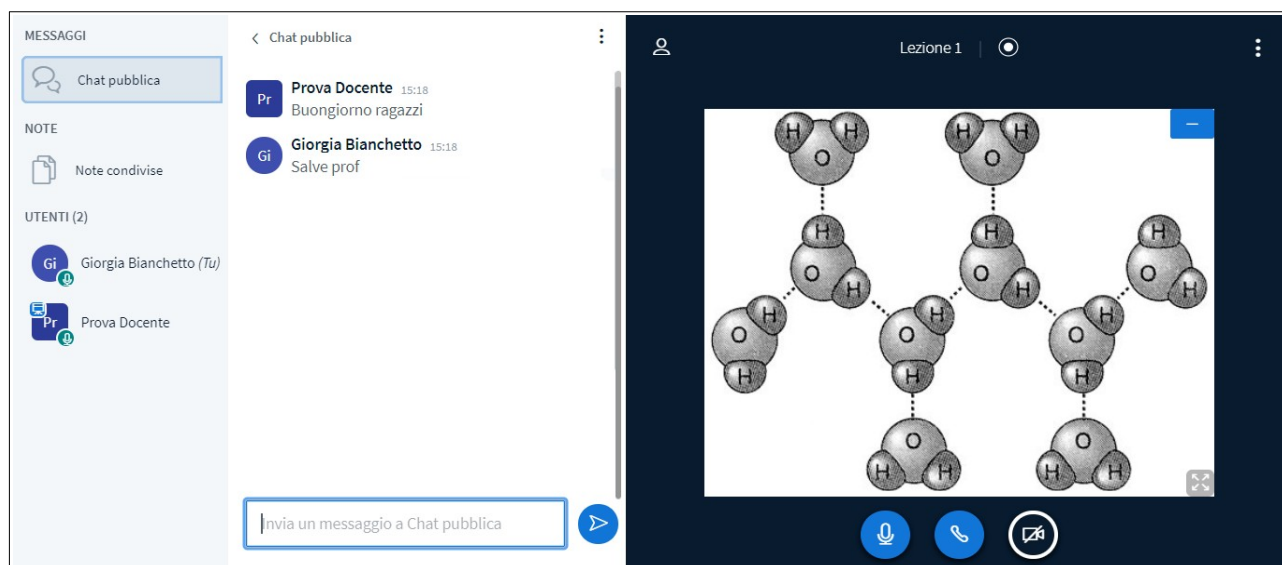 MESSAGGI
Chat pubblica
NOTE
Note condivise
UTENTI (2)
Gi
Giorgia Bianchetto (Tu)
Pr
Prova Docente
Chat pubblica
Pr
Prova Docente 15:18
Buongiorno ragazzi
Gi
Giorgia Bianchetto 15:18
Salve prof
Invia un messaggio a Chat pubblica
Lezione 1
H H H H
O O
H H H
O O O
H H H
H H
O O O
H H H
O O
H H H H